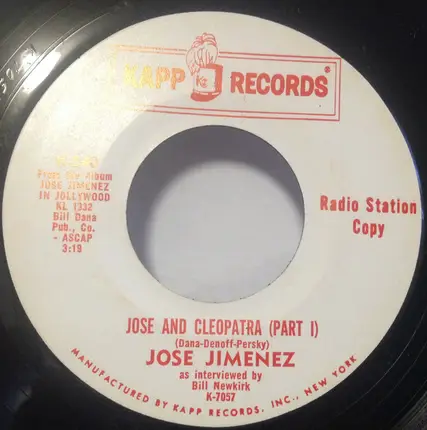 KAPP RECORDS®
From the Album
JOSE JIMENEZ
IN JOLLYWOOD
KL 1332
Bill Dana
Pub., Co.
- ASCAP
3:19
Radio Station
Copy
JOSE AND CLEOPATRA (PART I)
(Dana-Denoff-Persky)
JOSE JIMENEZ
as interviewed by
Bill Newkirk
K-7057
MANUFACTURED BY KAPP RECORDS, INC., NEW YORK